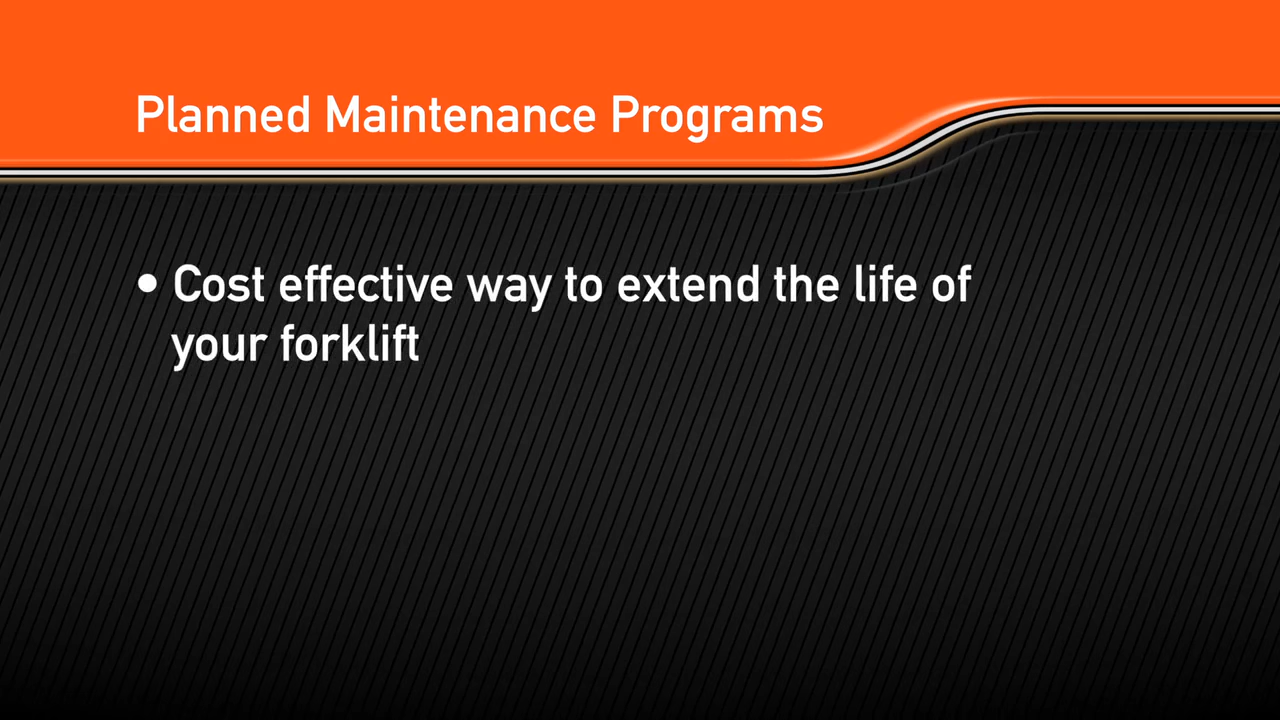 Planned Maintenance Programs
• Cost effective way to extend the life of
your forklift